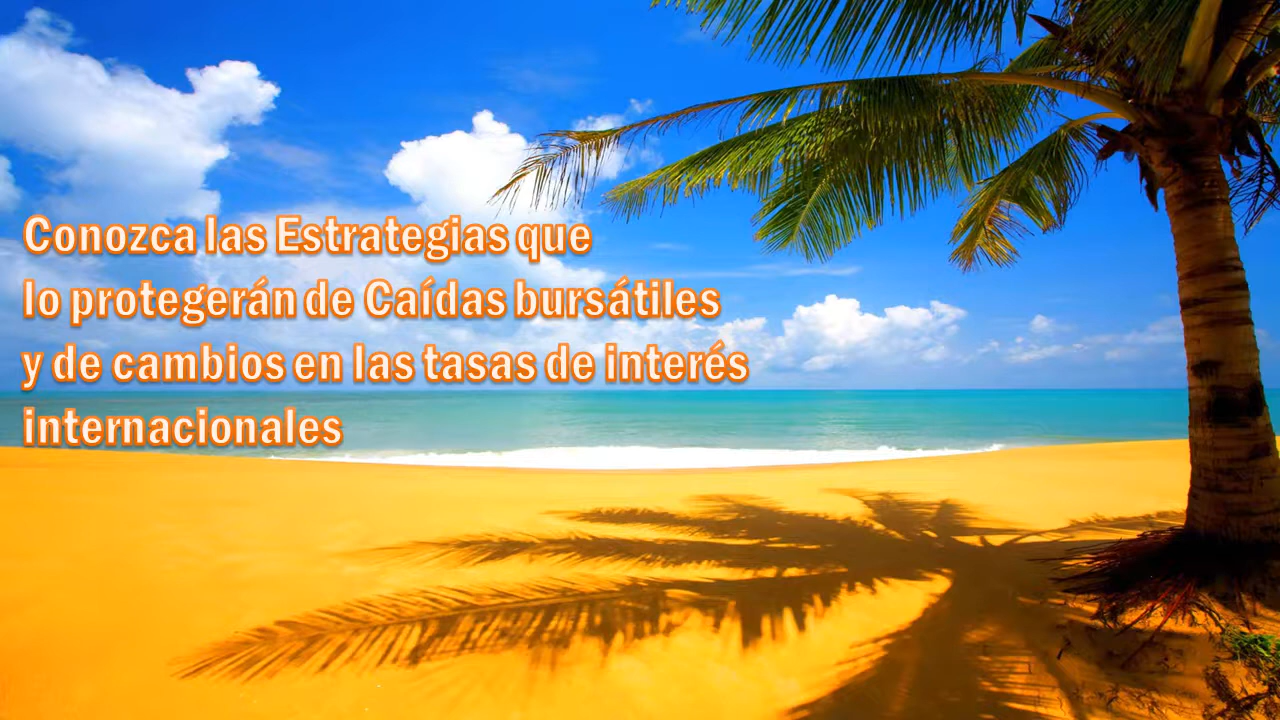 Conozca las Estrategias que
lo protegerán de Caídas bursátiles
y de cambios en las tasas de interés
internacionales